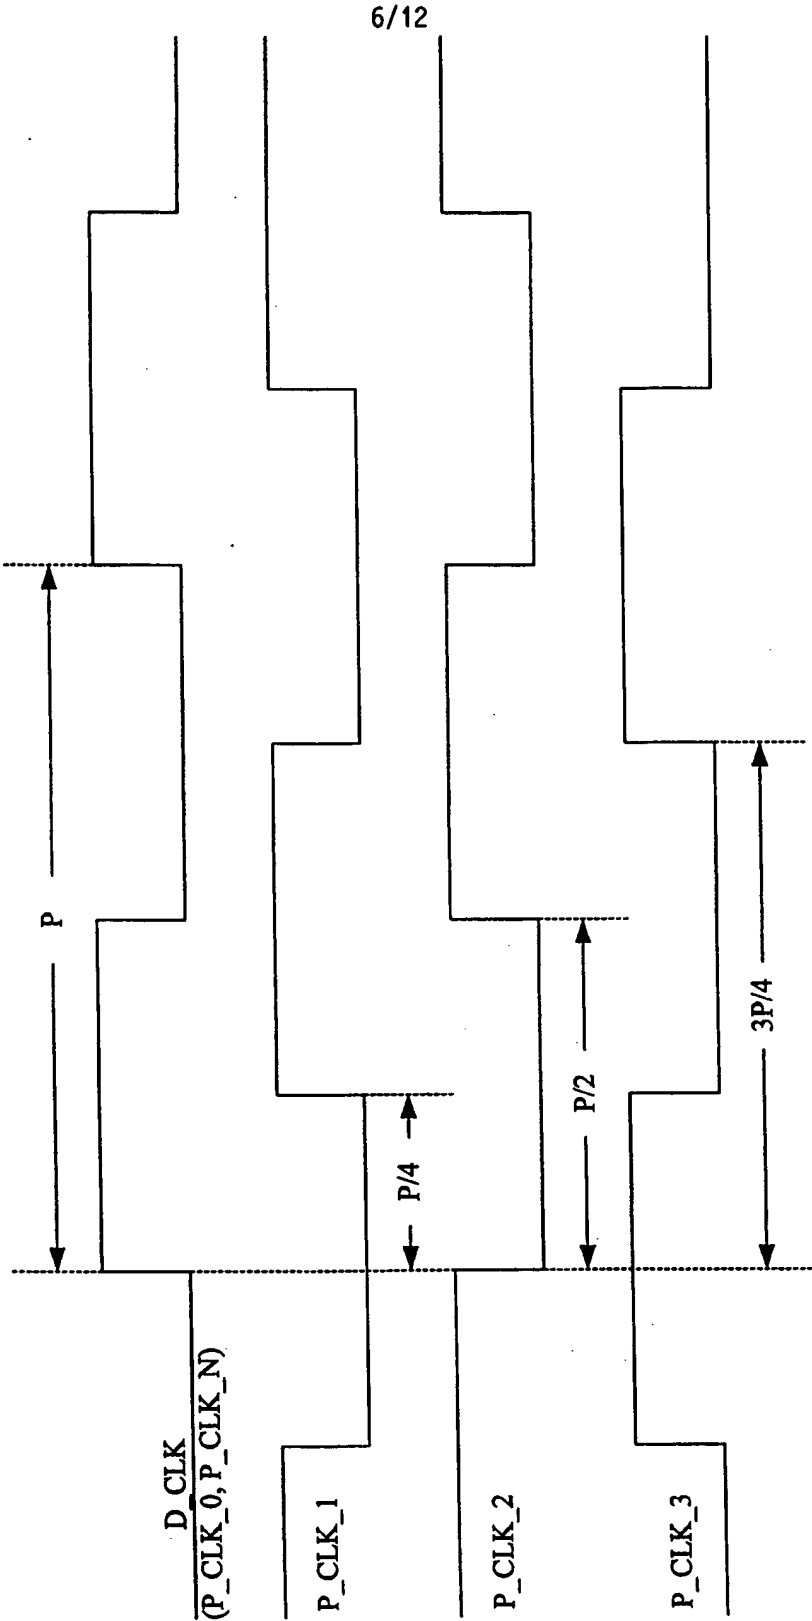 6/12
P
D_CLK
(P_CLK_0, P_CLK_N)
P_CLK_1
P/4
P_CLK_2
P/2
P_CLK_3
3P/4